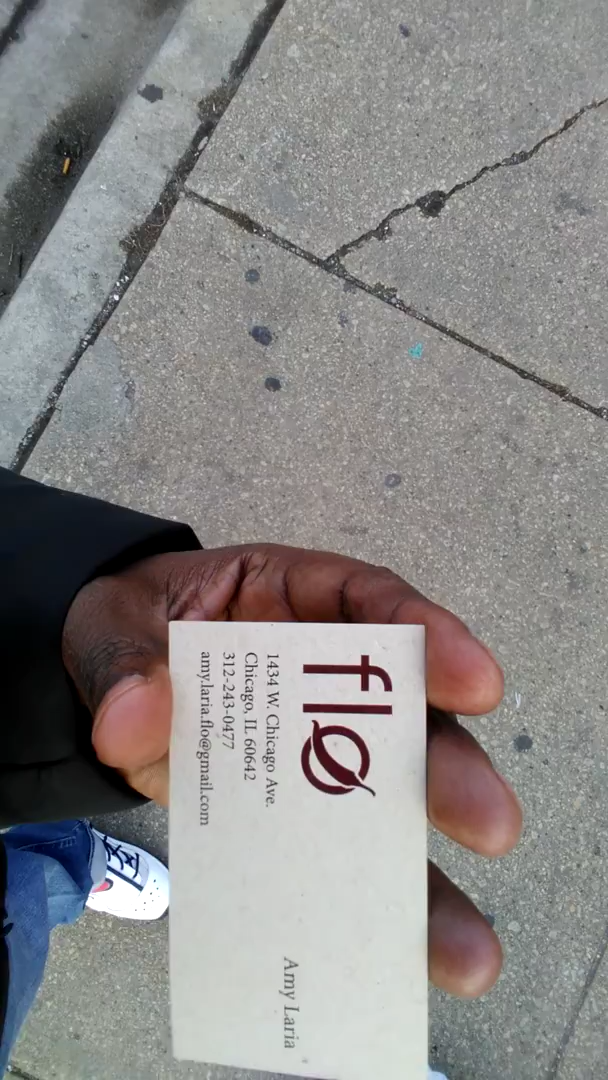 flo
1434 W. Chicago Ave.
Chicago, IL 60642
312-243-0477
amy.laria.flo@gmail.com
Amy Laria